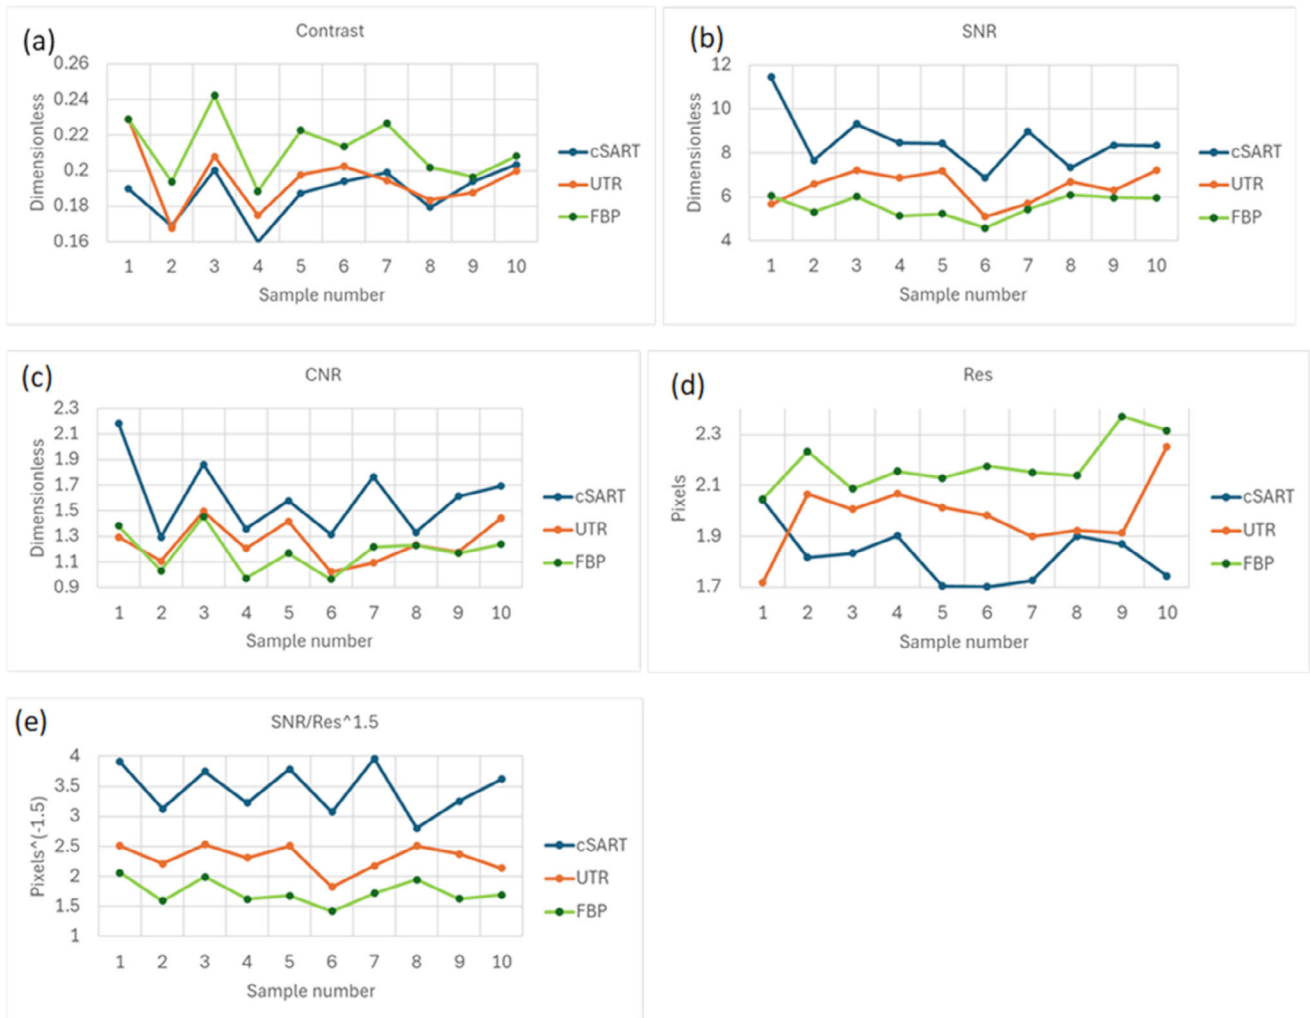 (a)
Contrast
Dimensionless
0.26
0.24
0.22
0.2
0.18
0.16
1 2 3 4 5 6 7 8 9 10
Sample number
cSART
UTR
FBP
(b)
SNR
Dimensionless
12
10
8
6
4
1 2 3 4 5 6 7 8 9 10
Sample number
cSART
UTR
FBP
(c)
CNR
Dimensionless
2.3
2.1
1.9
1.7
1.5
1.3
1.1
0.9
1 2 3 4 5 6 7 8 9 10
Sample number
cSART
UTR
FBP
(d)
Res
Pixels
2.3
2.1
1.9
1.7
1 2 3 4 5 6 7 8 9 10
Sample number
cSART
UTR
FBP
(e)
SNR/Res^1.5
Pixels^(-1.5)
4
3.5
3
2.5
2
1.5
1
1 2 3 4 5 6 7 8 9 10
Sample number
cSART
UTR
FBP